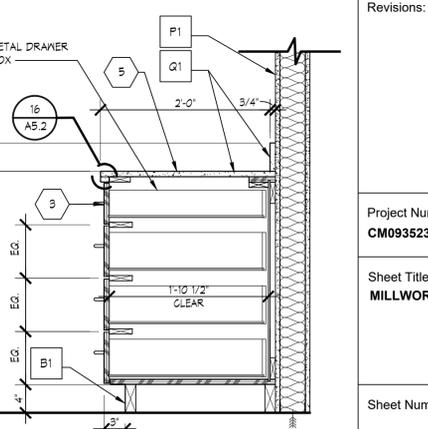 Revisions:
P1
ETAL DRAWER
OX
5
Q1
2'-0"
3/4"
16
A5.2
3
EQ.
1'-10 1/2"
CLEAR
EQ.
EQ.
B1
4"
3"
Project Nu
CM093523
Sheet Title
MILLWOR
Sheet Num